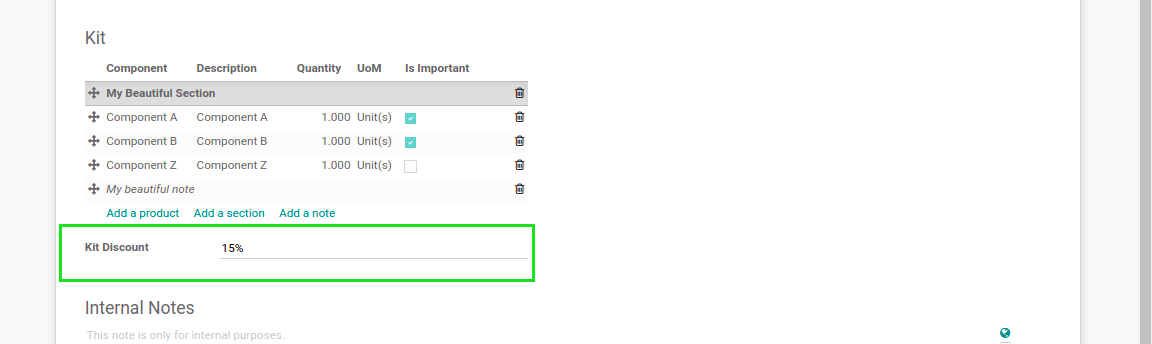 Kit
Component Description Quantity UoM Is Important
My Beautiful Section
Component A Component A 1.000 Unit(s)
Component B Component B 1.000 Unit(s)
Component Z Component Z 1.000 Unit(s)
My beautiful note
Add a product Add a section Add a note
Kit Discount 15%
Internal Notes
This note is only for internal purposes.